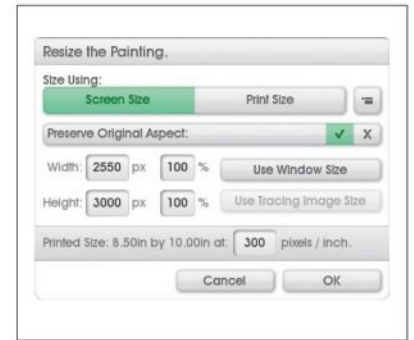 Resize the Painting.
Size Using:
Screen Size Print Size
Preserve Original Aspect: ✓ X
Width: 2550 px 100 % Use Window Size
Height: 3000 px 100 % Use Tracing Image Size
Printed Size: 8.50in by 10.00in at: 300 pixels / inch.
Cancel OK